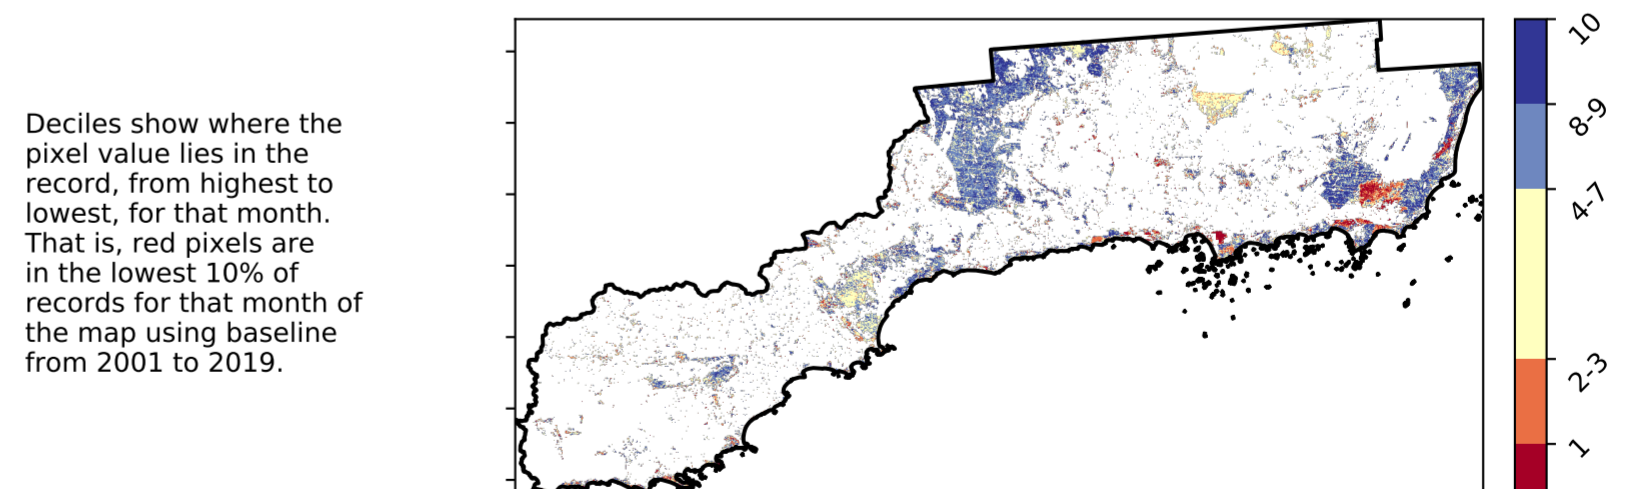 Deciles show where the
pixel value lies in the
record, from highest to
lowest, for that month.
That is, red pixels are
in the lowest 10% of
records for that month of
the map using baseline
from 2001 to 2019.
10
8-9
4-7
2-3
1